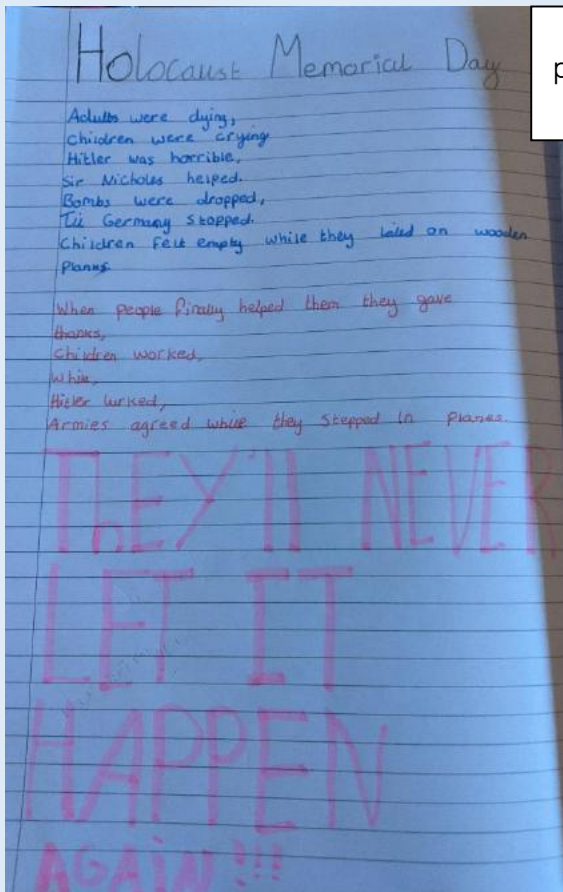 Holocaust Memorial Day
p
Adults were dying,
Children were crying
Hitler was horrible,
Sir Nicholas helped.
Bombs were dropped,
Til Germany stopped.
Children felt empty while they laied on wooden
Planks.
When people finally helped them they gave
thanks,
Children worked,
While,
Hitler lurked,
Armies agreed while they stepped in planes.
ThEY'll NEVER
LET IT
HAPPEN
AGAiN!!!